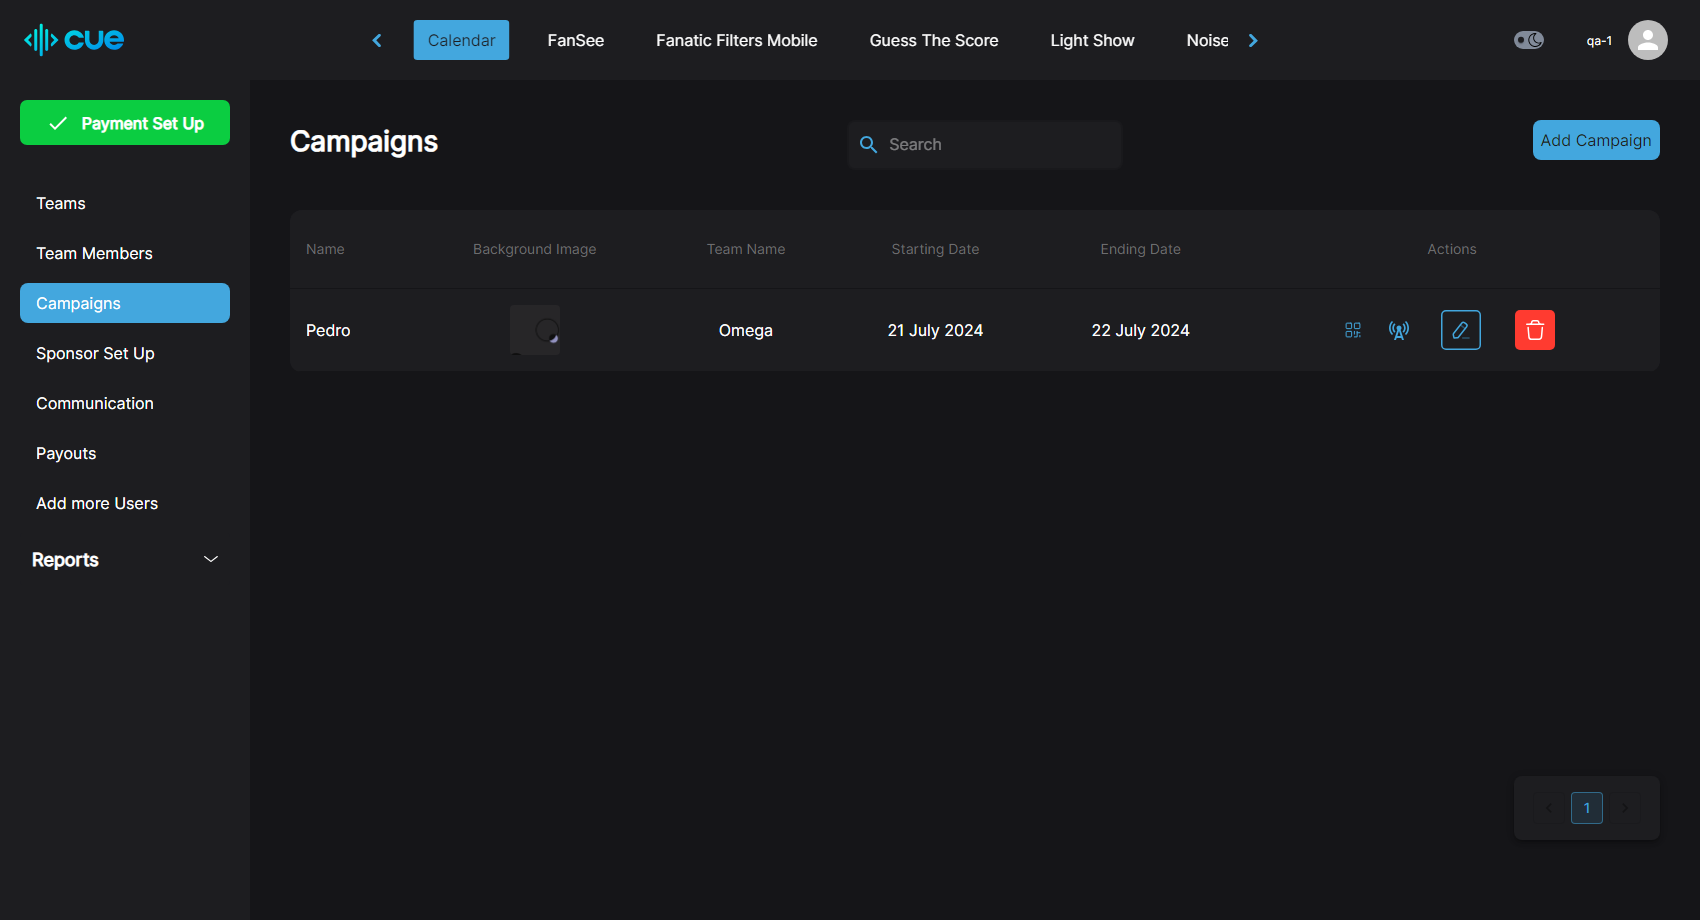 cue
Calendar
FanSee
Fanatic Filters Mobile
Guess The Score
Light Show
Noise
qa-1
Payment Set Up
Teams
Team Members
Campaigns
Sponsor Set Up
Communication
Payouts
Add more Users
Reports
Campaigns
Search
Add Campaign
Name Background Image Team Name Starting Date Ending Date Actions
Pedro Omega 21 July 2024 22 July 2024
1